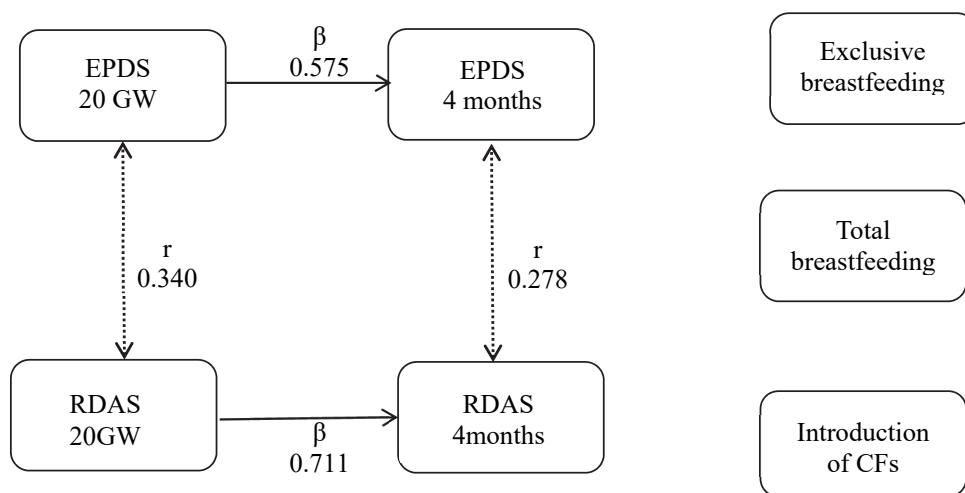 EPDS
20 GW
β
0.575
EPDS
4 months
Exclusive
breastfeeding
r
0.340
r
0.278
Total
breastfeeding
RDAS
20GW
β
0.711
RDAS
4months
Introduction
of CFs